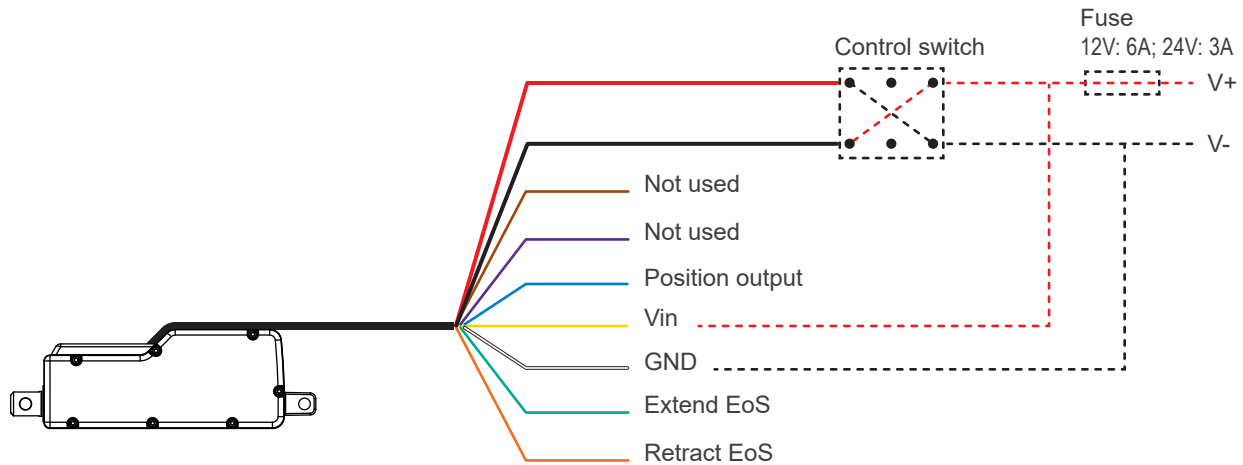 Fuse
Control switch
12V: 6A; 24V: 3A
V+
V-
Not used
Not used
Position output
Vin
GND
Extend EoS
Retract EoS